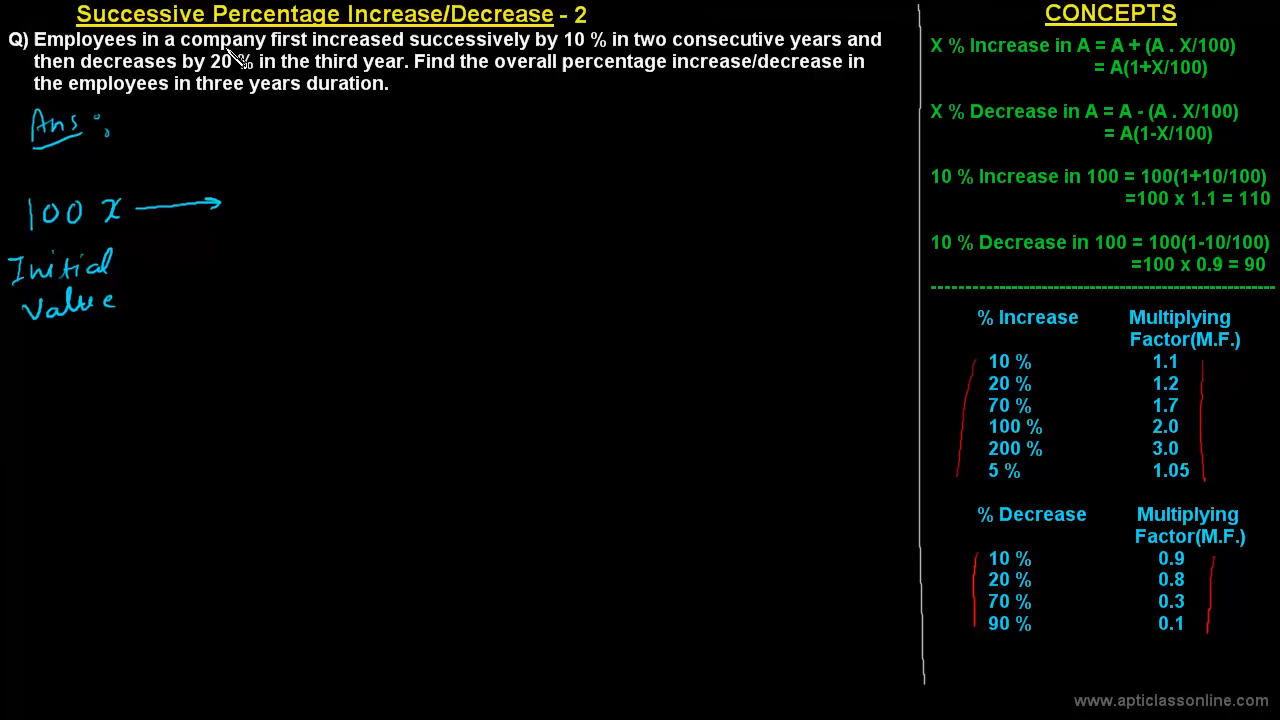 Successive Percentage Increase/Decrease - 2
Q) Employees in a company first increased successively by 10 % in two consecutive years and
then decreases by 20 % in the third year. Find the overall percentage increase/decrease in
the employees in three years duration.
Ans :,
100 x
Initial
Value
CONCEPTS
X % Increase in A = A + (A . X/100)
= A(1+X/100)
X % Decrease in A = A - (A . X/100)
= A(1-X/100)
10 % Increase in 100 = 100(1+10/100)
=100 x 1.1 = 110
10 % Decrease in 100 = 100(1-10/100)
=100 x 0.9 = 90
% Increase Multiplying
Factor(M.F.)
10 % 1.1
20 % 1.2
70 % 1.7
100 % 2.0
200 % 3.0
5 % 1.05
% Decrease Multiplying
Factor(M.F.)
10 % 0.9
20 % 0.8
70 % 0.3
90 % 0.1
www.apticlassonline.com